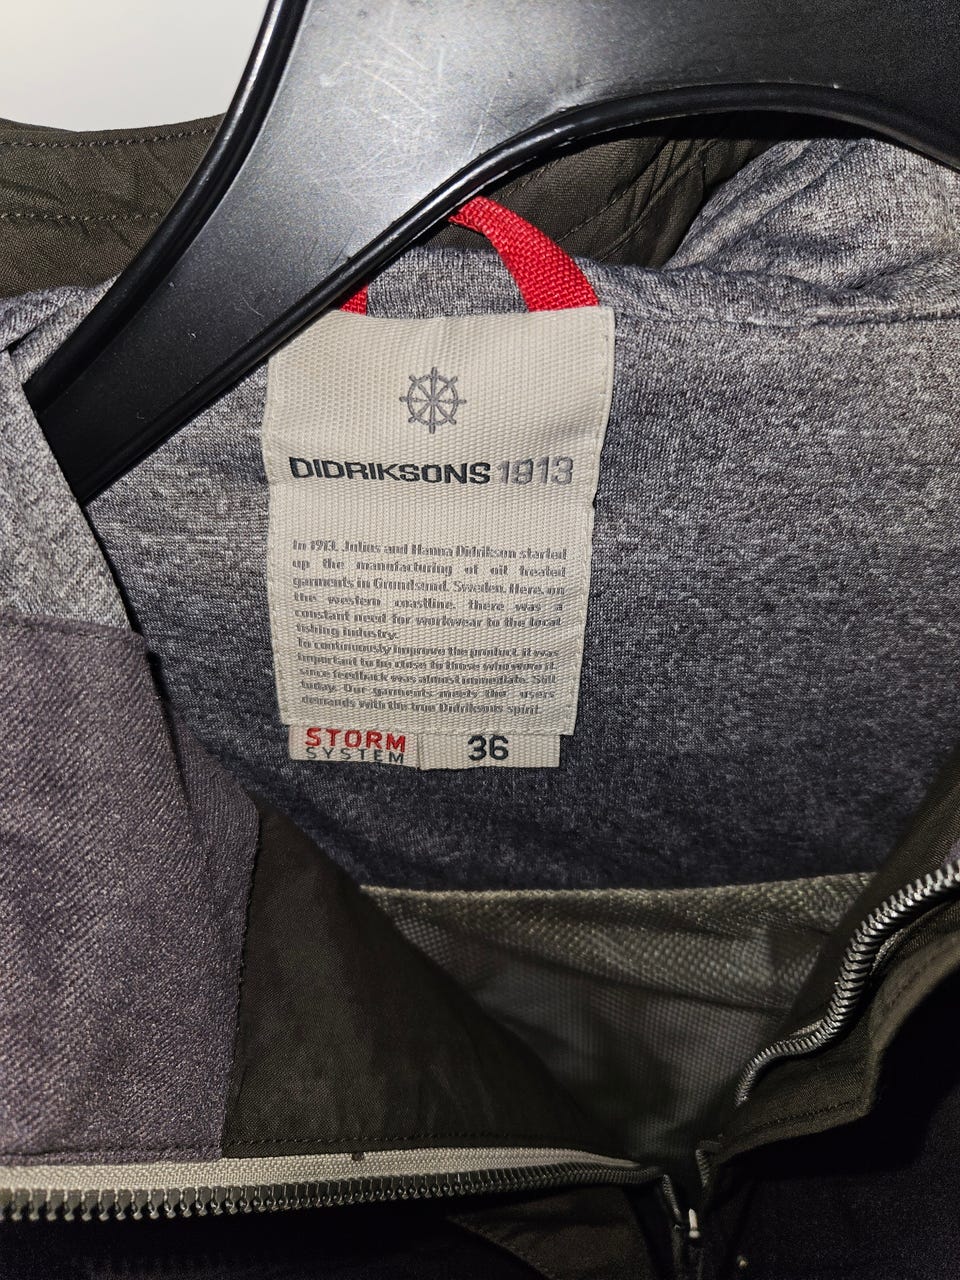 DIDRIKSONS1913
In 1913, Julius and Hanna Didrikson started
up the manufacturing of oil treated
garments in Grundsund, Sweden. Here, on
the western coastline, there was a
constant need for workwear to the local
fishing industry.
To continuously improve the product, it was
important to be close to those who wore it,
since feedback was almost immediate. Still
today, Our garments meets the users
demands with the true Didriksons spirit.
STORM
SYSTEM
36